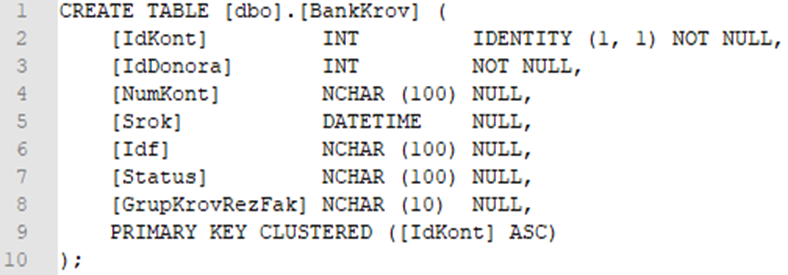 1 CREATE TABLE [dbo].[BankKrov] (
2 [IdKont] INT IDENTITY (1, 1) NOT NULL,
3 [IdDonora] INT NOT NULL,
4 [NumKont] NCHAR (100) NULL,
5 [Srok] DATETIME NULL,
6 [Idf] NCHAR (100) NULL,
7 [Status] NCHAR (100) NULL,
8 [GrupKrovRezFak] NCHAR (10) NULL,
9 PRIMARY KEY CLUSTERED ([IdKont] ASC)
10 );